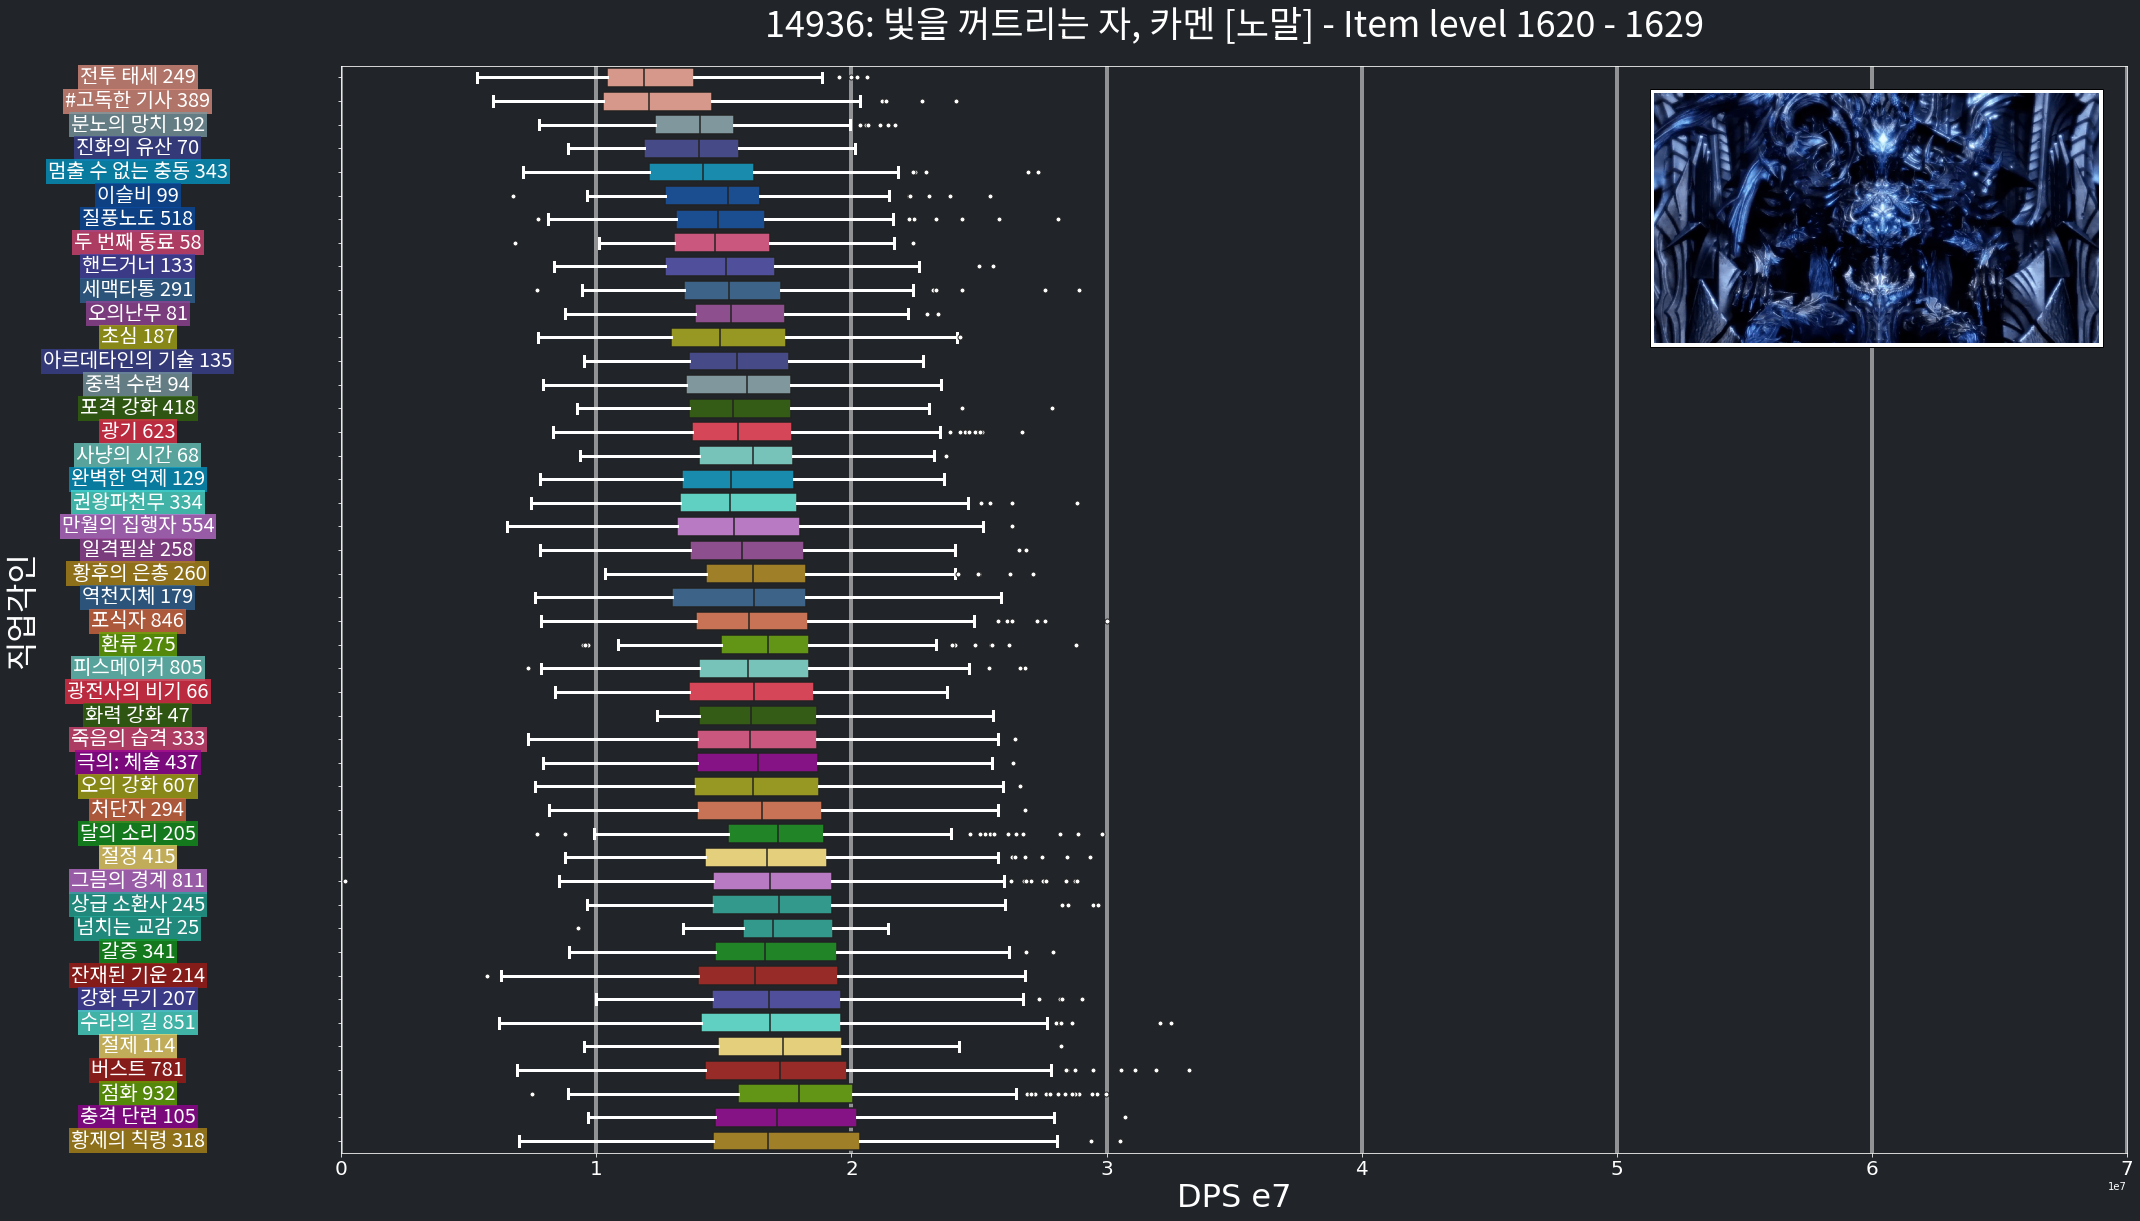 14936: 빛을 꺼트리는 자, 카멘 [노말] - Item level 1620 - 1629
전투 태세 249
#고독한 기사 389
분노의 망치 192
진화의 유산 70
멈출 수 없는 충동 343
이슬비 99
질풍노도 518
두 번째 동료 58
핸드거너 133
세맥타통 291
오의난무 81
초심 187
아르데타인의 기술 135
중력 수련 94
포격 강화 418
광기 623
사냥의 시간 68
완벽한 억제 129
권왕파천무 334
만월의 집행자 554
일격필살 258
황후의 은총 260
역천지체 179
포식자 846
환류 275
피스메이커 805
광전사의 비기 66
화력 강화 47
죽음의 습격 333
극의: 체술 437
오의 강화 607
처단자 294
달의 소리 205
절정 415
그믐의 경계 811
상급 소환사 245
넘치는 교감 25
갈증 341
잔재된 기운 214
강화 무기 207
수라의 길 851
절제 114
버스트 781
점화 932
충격 단련 105
황제의 칙령 318
직업각인
0 1 2 3 4 5 6 7
1e7
DPS e7